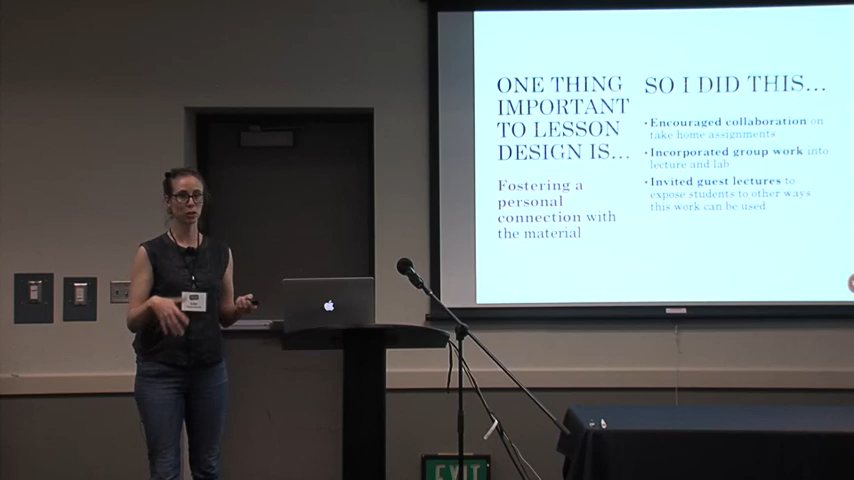 ONE THING
IMPORTANT
TO LESSON
DESIGN IS...
Fostering a
personal
connection with
the material
SO I DID THIS...
• Encouraged collaboration on
take home assignments
• Incorporated group work into
lecture and lab
• Invited guest lectures to
expose students to other ways
this work can be used
EXIT